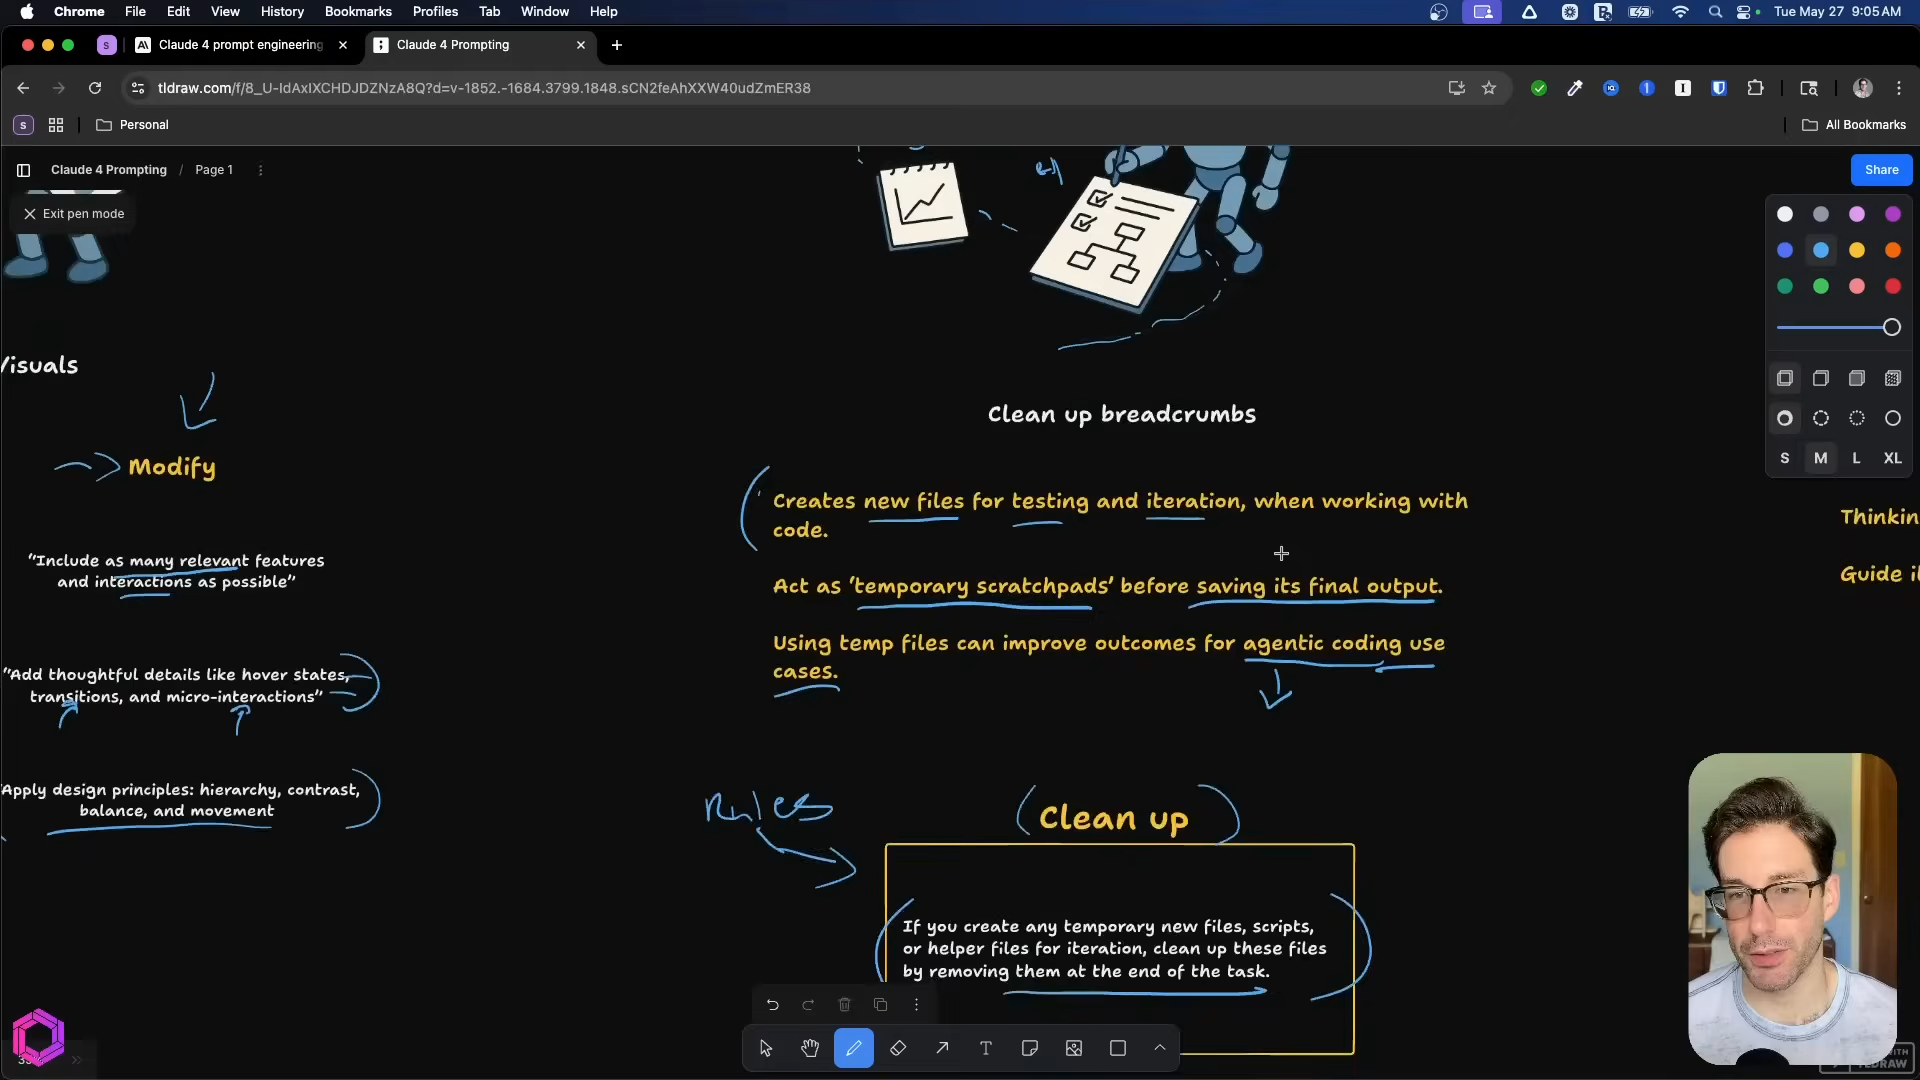 Chrome File Edit View History Bookmarks Profiles Tab Window Help Tue May 27 9:05 AM
S Claude 4 prompt engineering Claude 4 Prompting
tldraw.com/f/8_U-IdAxIXCHDJDZNzA8Q?d=v-1852.-1684.3799.1848.sCN2feAhXXW40udZmER38
S Personal All Bookmarks
Claude 4 Prompting / Page 1 Share
Exit pen mode
Visuals
Modify
"Include as many relevant features
and interactions as possible"
"Add thoughtful details like hover states,
transitions, and micro-interactions"
Apply design principles: hierarchy, contrast,
balance, and movement
Clean up breadcrumbs
Creates new files for testing and iteration, when working with
code.
Act as 'temporary scratchpads' before saving its final output.
Using temp files can improve outcomes for agentic coding use
cases.
Rules
Clean up
If you create any temporary new files, scripts,
or helper files for iteration, clean up these files
by removing them at the end of the task.
S M L XL
Thinkin
Guide i